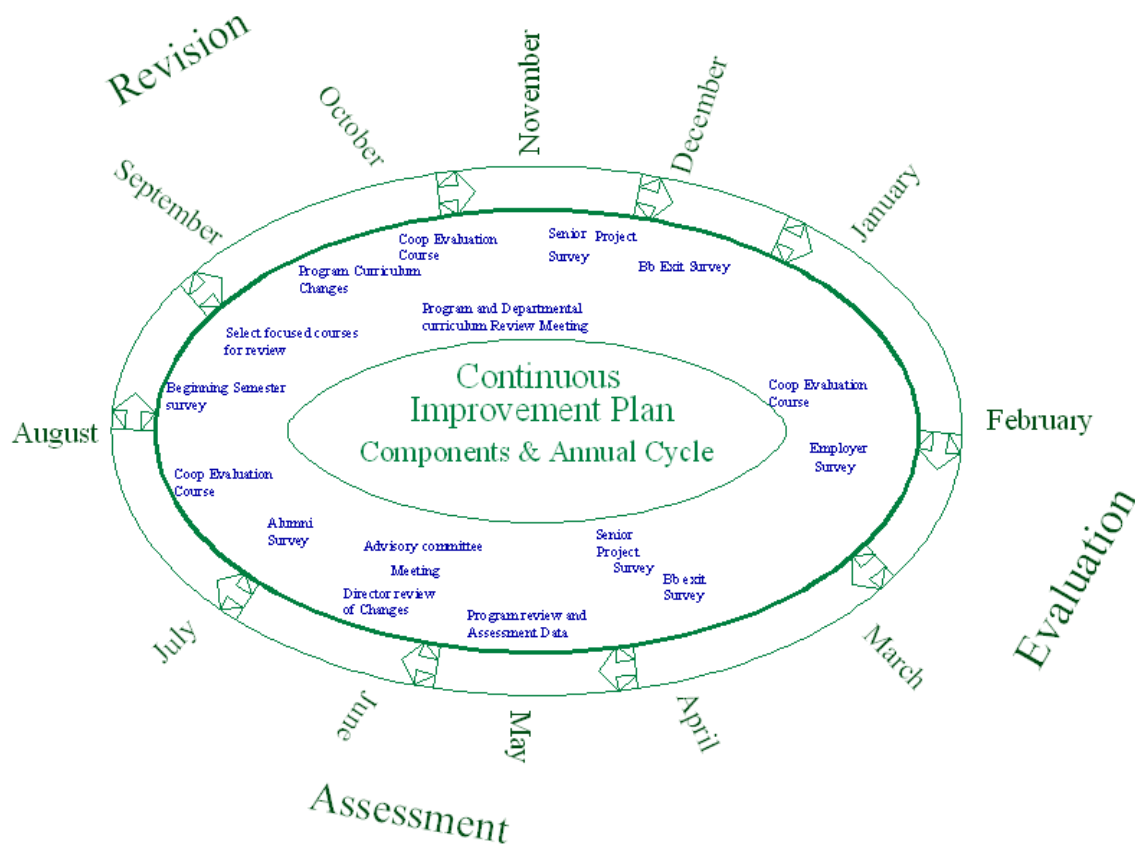 Revision
October
November
December
September
January
Coop Evaluation
Course
Senior Project
Survey
Bb Exit Survey
Program Curriculum
Changes
Program and Departmental
curriculum Review Meeting
Select focused courses
for review
Beginning Semester
survey
Continuous
Improvement Plan
Components & Annual Cycle
Coop Evaluation
Course
August
February
Employer
Survey
Coop Evaluation
Course
Alumni
Survey
Advisory committee
Meeting
Senior
Project
Survey
Bb exit
Survey
Director review
of Changes
Program review and
Assessment Data
Evaluation
July
March
June
May
April
Assessment